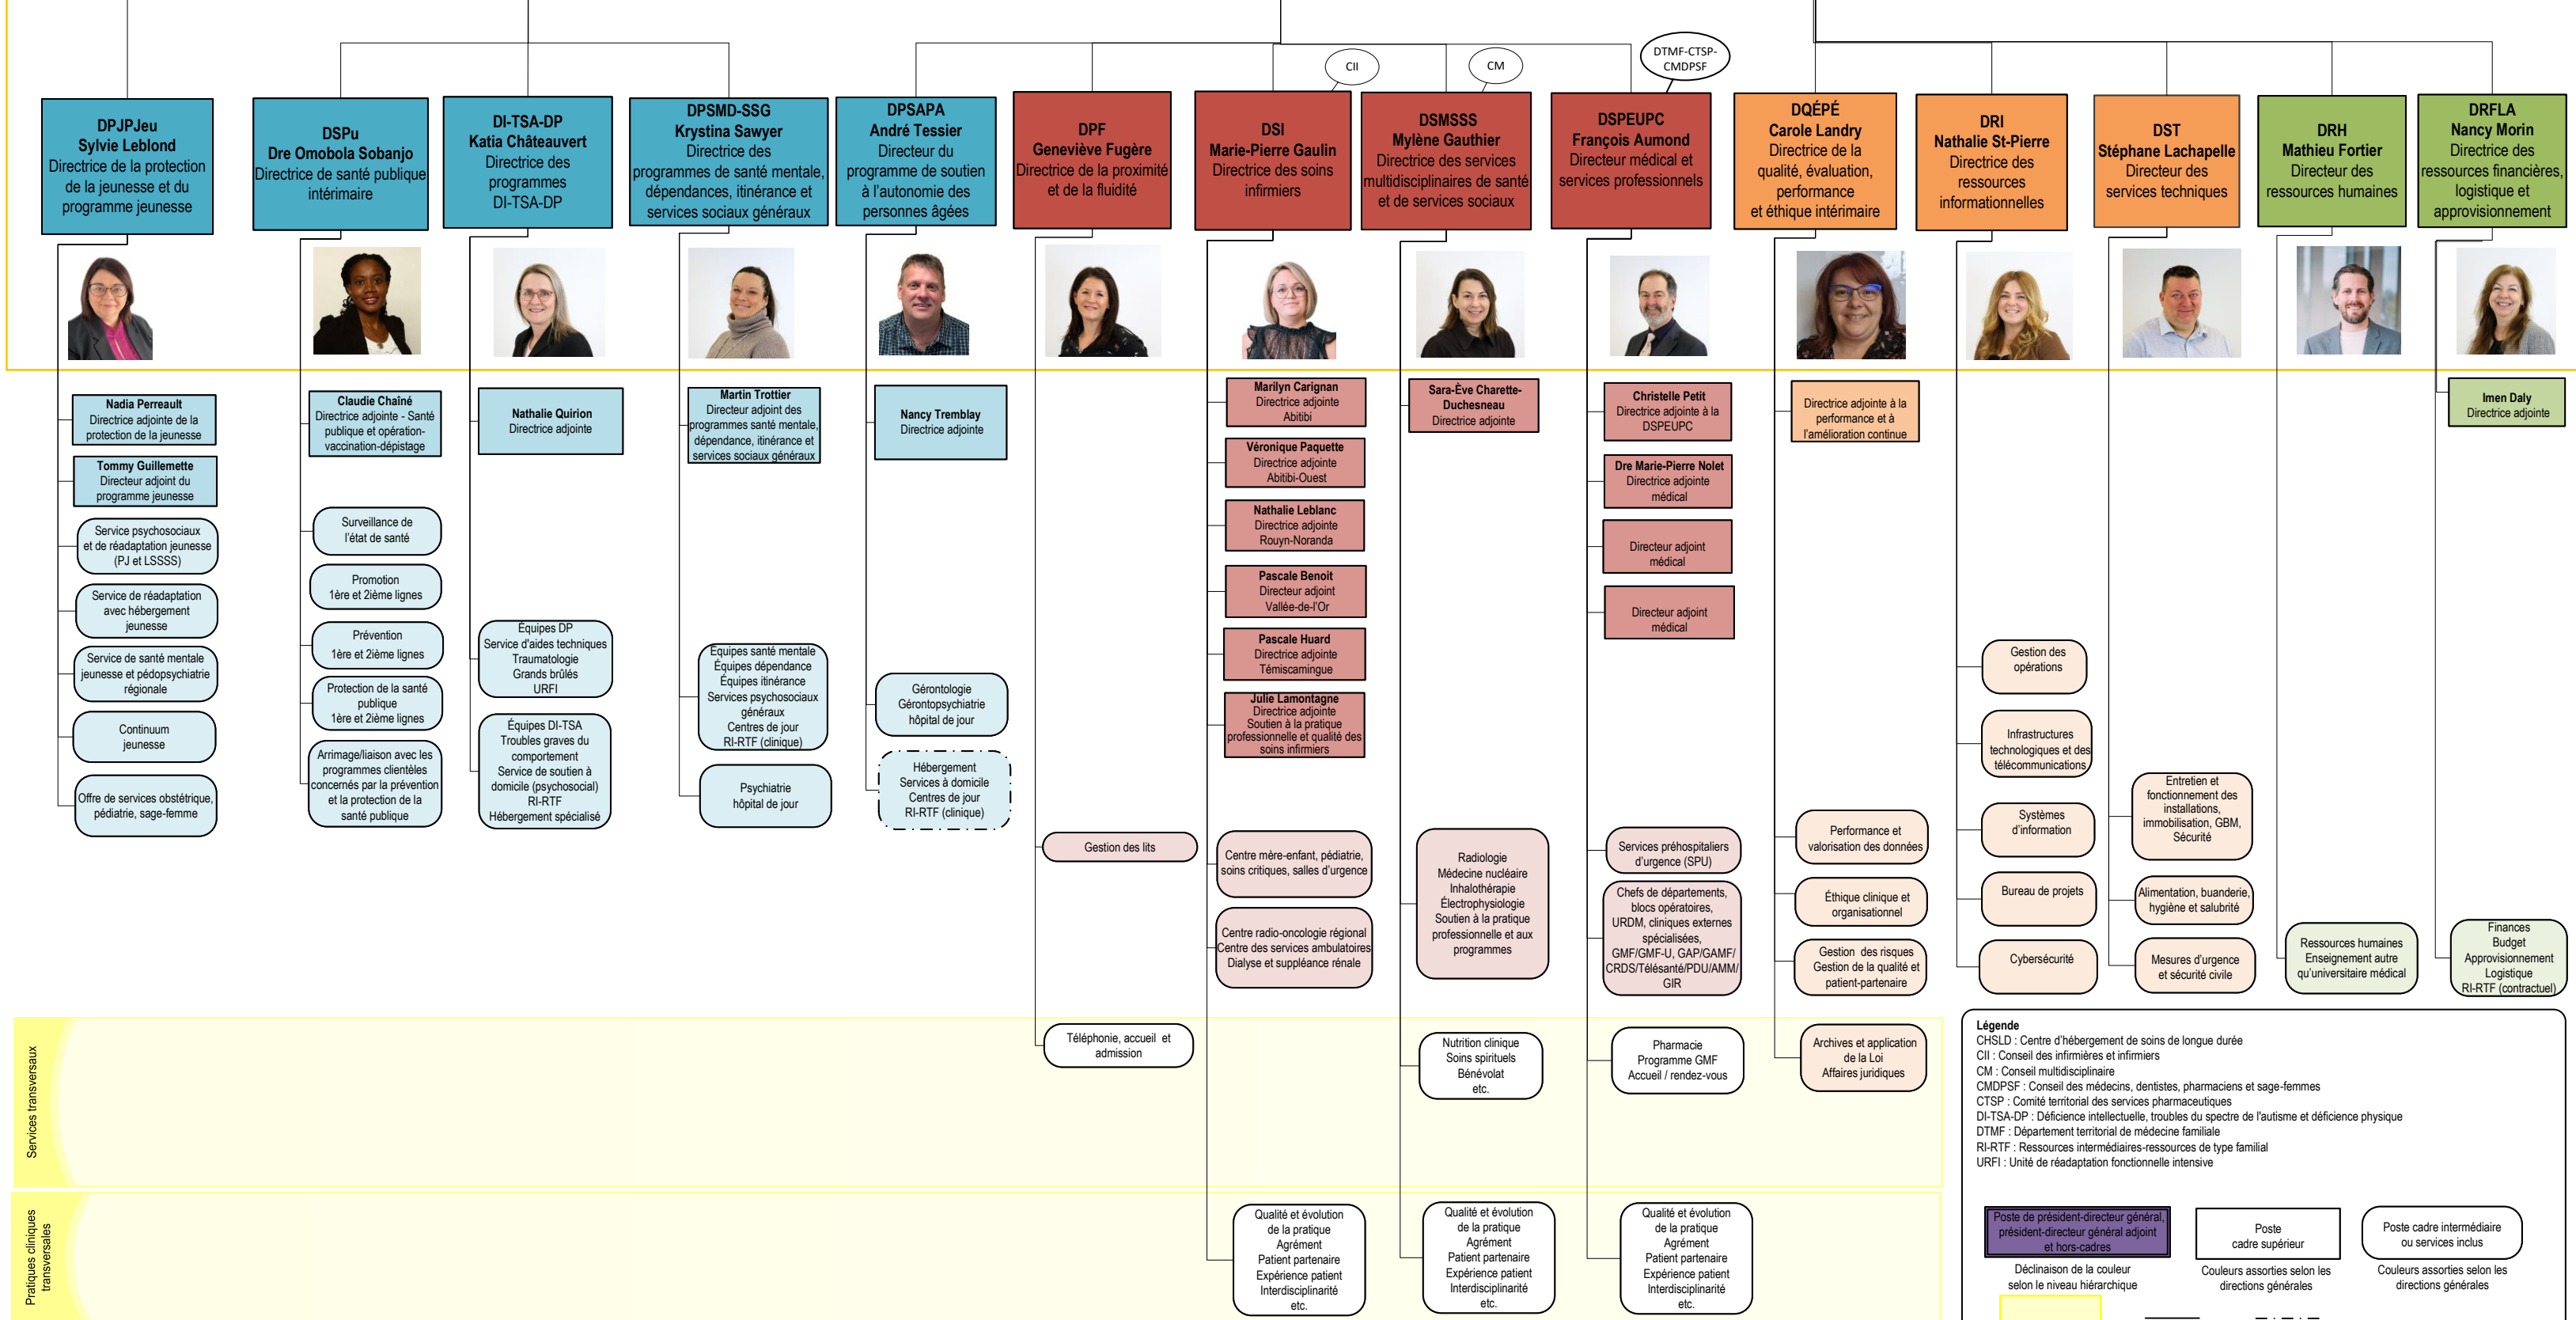 CII
CM
DTMF-CTSP-
CMDPSF
DPJPJeu
Sylvie Leblond
Directrice de la protection
de la jeunesse et du
programme jeunesse
DSPu
Dre Omobola Sobanjo
Directrice de santé publique
intérimaire
DI-TSA-DP
Katia Châteauvert
Directrice des
programmes
DI-TSA-DP
DPSMD-SSG
Krystina Sawyer
Directrice des
programmes de santé mentale,
dépendances, itinérance et
services sociaux généraux
DPSAPA
André Tessier
Directeur du
programme de soutien
à l'autonomie des
personnes âgées
DPF
Geneviève Fugère
Directrice de la proximité
et de la fluidité
DSI
Marie-Pierre Gaulin
Directrice des soins
infirmiers
DSMSSS
Mylène Gauthier
Directrice des services
multidisciplinaires de santé
et de services sociaux
DSPEUPC
François Aumond
Directeur médical et
services professionnels
DQÉPÉ
Carole Landry
Directrice de la
qualité, évaluation,
performance
et éthique intérimaire
DRI
Nathalie St-Pierre
Directrice des
ressources
informationnelles
DST
Stéphane Lachapelle
Directeur des
services techniques
DRH
Mathieu Fortier
Directeur des
ressources humaines
DRFLA
Nancy Morin
Directrice des
ressources financières,
logistique et
approvisionnement
Nadia Perreault
Directrice adjointe de la
protection de la jeunesse
Tommy Guillemette
Directeur adjoint du
programme jeunesse
Service psychosociaux
et de réadaptation jeunesse
(PJ et LSSSS)
Service de réadaptation
avec hébergement
jeunesse
Service de santé mentale
jeunesse et pédopsychiatrie
régionale
Continuum
jeunesse
Offre de services obstétrique,
pédiatrie, sage-femme
Claudie Chaîné
Directrice adjointe - Santé
publique et opération-
vaccination-dépistage
Surveillance de
l'état de santé
Promotion
1ère et 2ième lignes
Prévention
1ère et 2ième lignes
Protection de la santé
publique
1ère et 2ième lignes
Arrimage/liaison avec les
programmes clientèles
concernés par la prévention
et la protection de la
santé publique
Nathalie Quirion
Directrice adjointe
Équipes DP
Service d'aides techniques
Traumatologie
Grands brûlés
URFI
Équipes DI-TSA
Troubles graves du
comportement
Service de soutien à
domicile (psychosocial)
RI-RTF
Hébergement spécialisé
Martin Trottier
Directeur adjoint des
programmes santé mentale,
dépendance, itinérance et
services sociaux généraux
Équipes santé mentale
Équipes dépendance
Équipes itinérance
Services psychosociaux
généraux
Centres de jour
RI-RTF (clinique)
Psychiatrie
hôpital de jour
Nancy Tremblay
Directrice adjointe
Gérontologie
Gérontopsychiatrie
hôpital de jour
Hébergement
Services à domicile
Centres de jour
RI-RTF (clinique)
Gestion des lits
Téléphonie, accueil et
admission
Marilyn Carignan
Directrice adjointe
Abitibi
Véronique Paquette
Directrice adjointe
Abitibi-Ouest
Nathalie Leblanc
Directrice adjointe
Rouyn-Noranda
Pascale Benoit
Directeur adjoint
Vallée-de-l'Or
Pascale Huard
Directrice adjointe
Témiscamingue
Julie Lamontagne
Directrice adjointe
Soutien à la pratique
professionnelle et qualité des
soins infirmiers
Centre mère-enfant, pédiatrie,
soins critiques, salles d'urgence
Centre radio-oncologie régional
Centre des services ambulatoires
Dialyse et suppléance rénale
Qualité et évolution
de la pratique
Agrément
Patient partenaire
Expérience patient
Interdisciplinarité
etc.
Sara-Ève Charette-
Duchesneau
Directrice adjointe
Radiologie
Médecine nucléaire
Inhalothérapie
Électrophysiologie
Soutien à la pratique
professionnelle et aux
programmes
Nutrition clinique
Soins spirituels
Bénévolat
etc.
Qualité et évolution
de la pratique
Agrément
Patient partenaire
Expérience patient
Interdisciplinarité
etc.
Christelle Petit
Directrice adjointe à la
DSPEUPC
Dre Marie-Pierre Nolet
Directrice adjointe
médical
Directeur adjoint
médical
Directeur adjoint
médical
Services préhospitaliers
d'urgence (SPU)
Chefs de départements,
blocs opératoires,
URDM, cliniques externes
spécialisées,
GMF/GMF-U, GAP/GAMF/
CRDS/Télésanté/PDU/AMM/
GIR
Pharmacie
Programme GMF
Accueil / rendez-vous
Qualité et évolution
de la pratique
Agrément
Patient partenaire
Expérience patient
Interdisciplinarité
etc.
Directrice adjointe à la
performance et à
l'amélioration continue
Performance et
valorisation des données
Éthique clinique et
organisationnel
Gestion des risques
Gestion de la qualité et
patient-partenaire
Archives et application
de la Loi
Affaires juridiques
Gestion des
opérations
Infrastructures
technologiques et des
télécommunications
Systèmes
d'information
Bureau de projets
Cybersécurité
Entretien et
fonctionnement des
installations,
immobilisation, GBM,
Sécurité
Alimentation, buanderie,
hygiène et salubrité
Mesures d'urgence
et sécurité civile
Ressources humaines
Enseignement autre
qu'universitaire médical
Imen Daly
Directrice adjointe
Finances
Budget
Approvisionnement
Logistique
RI-RTF (contractuel)
Services transversaux
Pratiques cliniques
transversales
Légende
CHSLD : Centre d'hébergement de soins de longue durée
CII : Conseil des infirmières et infirmiers
CM : Conseil multidisciplinaire
CMDPSF : Conseil des médecins, dentistes, pharmaciens et sage-femmes
CTSP : Comité territorial des services pharmaceutiques
DI-TSA-DP : Déficience intellectuelle, troubles du spectre de l'autisme et déficience physique
DTMF : Département territorial de médecine familiale
RI-RTF : Ressources intermédiaires-ressources de type familial
URFI : Unité de réadaptation fonctionnelle intensive
Poste de président-directeur général,
président-directeur général adjoint
et hors-cadres
Déclinaison de la couleur
selon le niveau hiérarchique
Poste
cadre supérieur
Couleurs assorties selon les
directions générales
Poste cadre intermédiaire
ou services inclus
Couleurs assorties selon les
directions générales